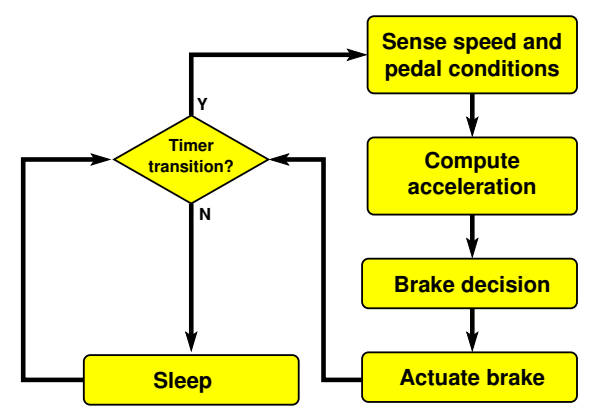 Sense speed and
pedal conditions
Y
Timer
transition?
Compute
acceleration
N
Brake decision
Sleep
Actuate brake